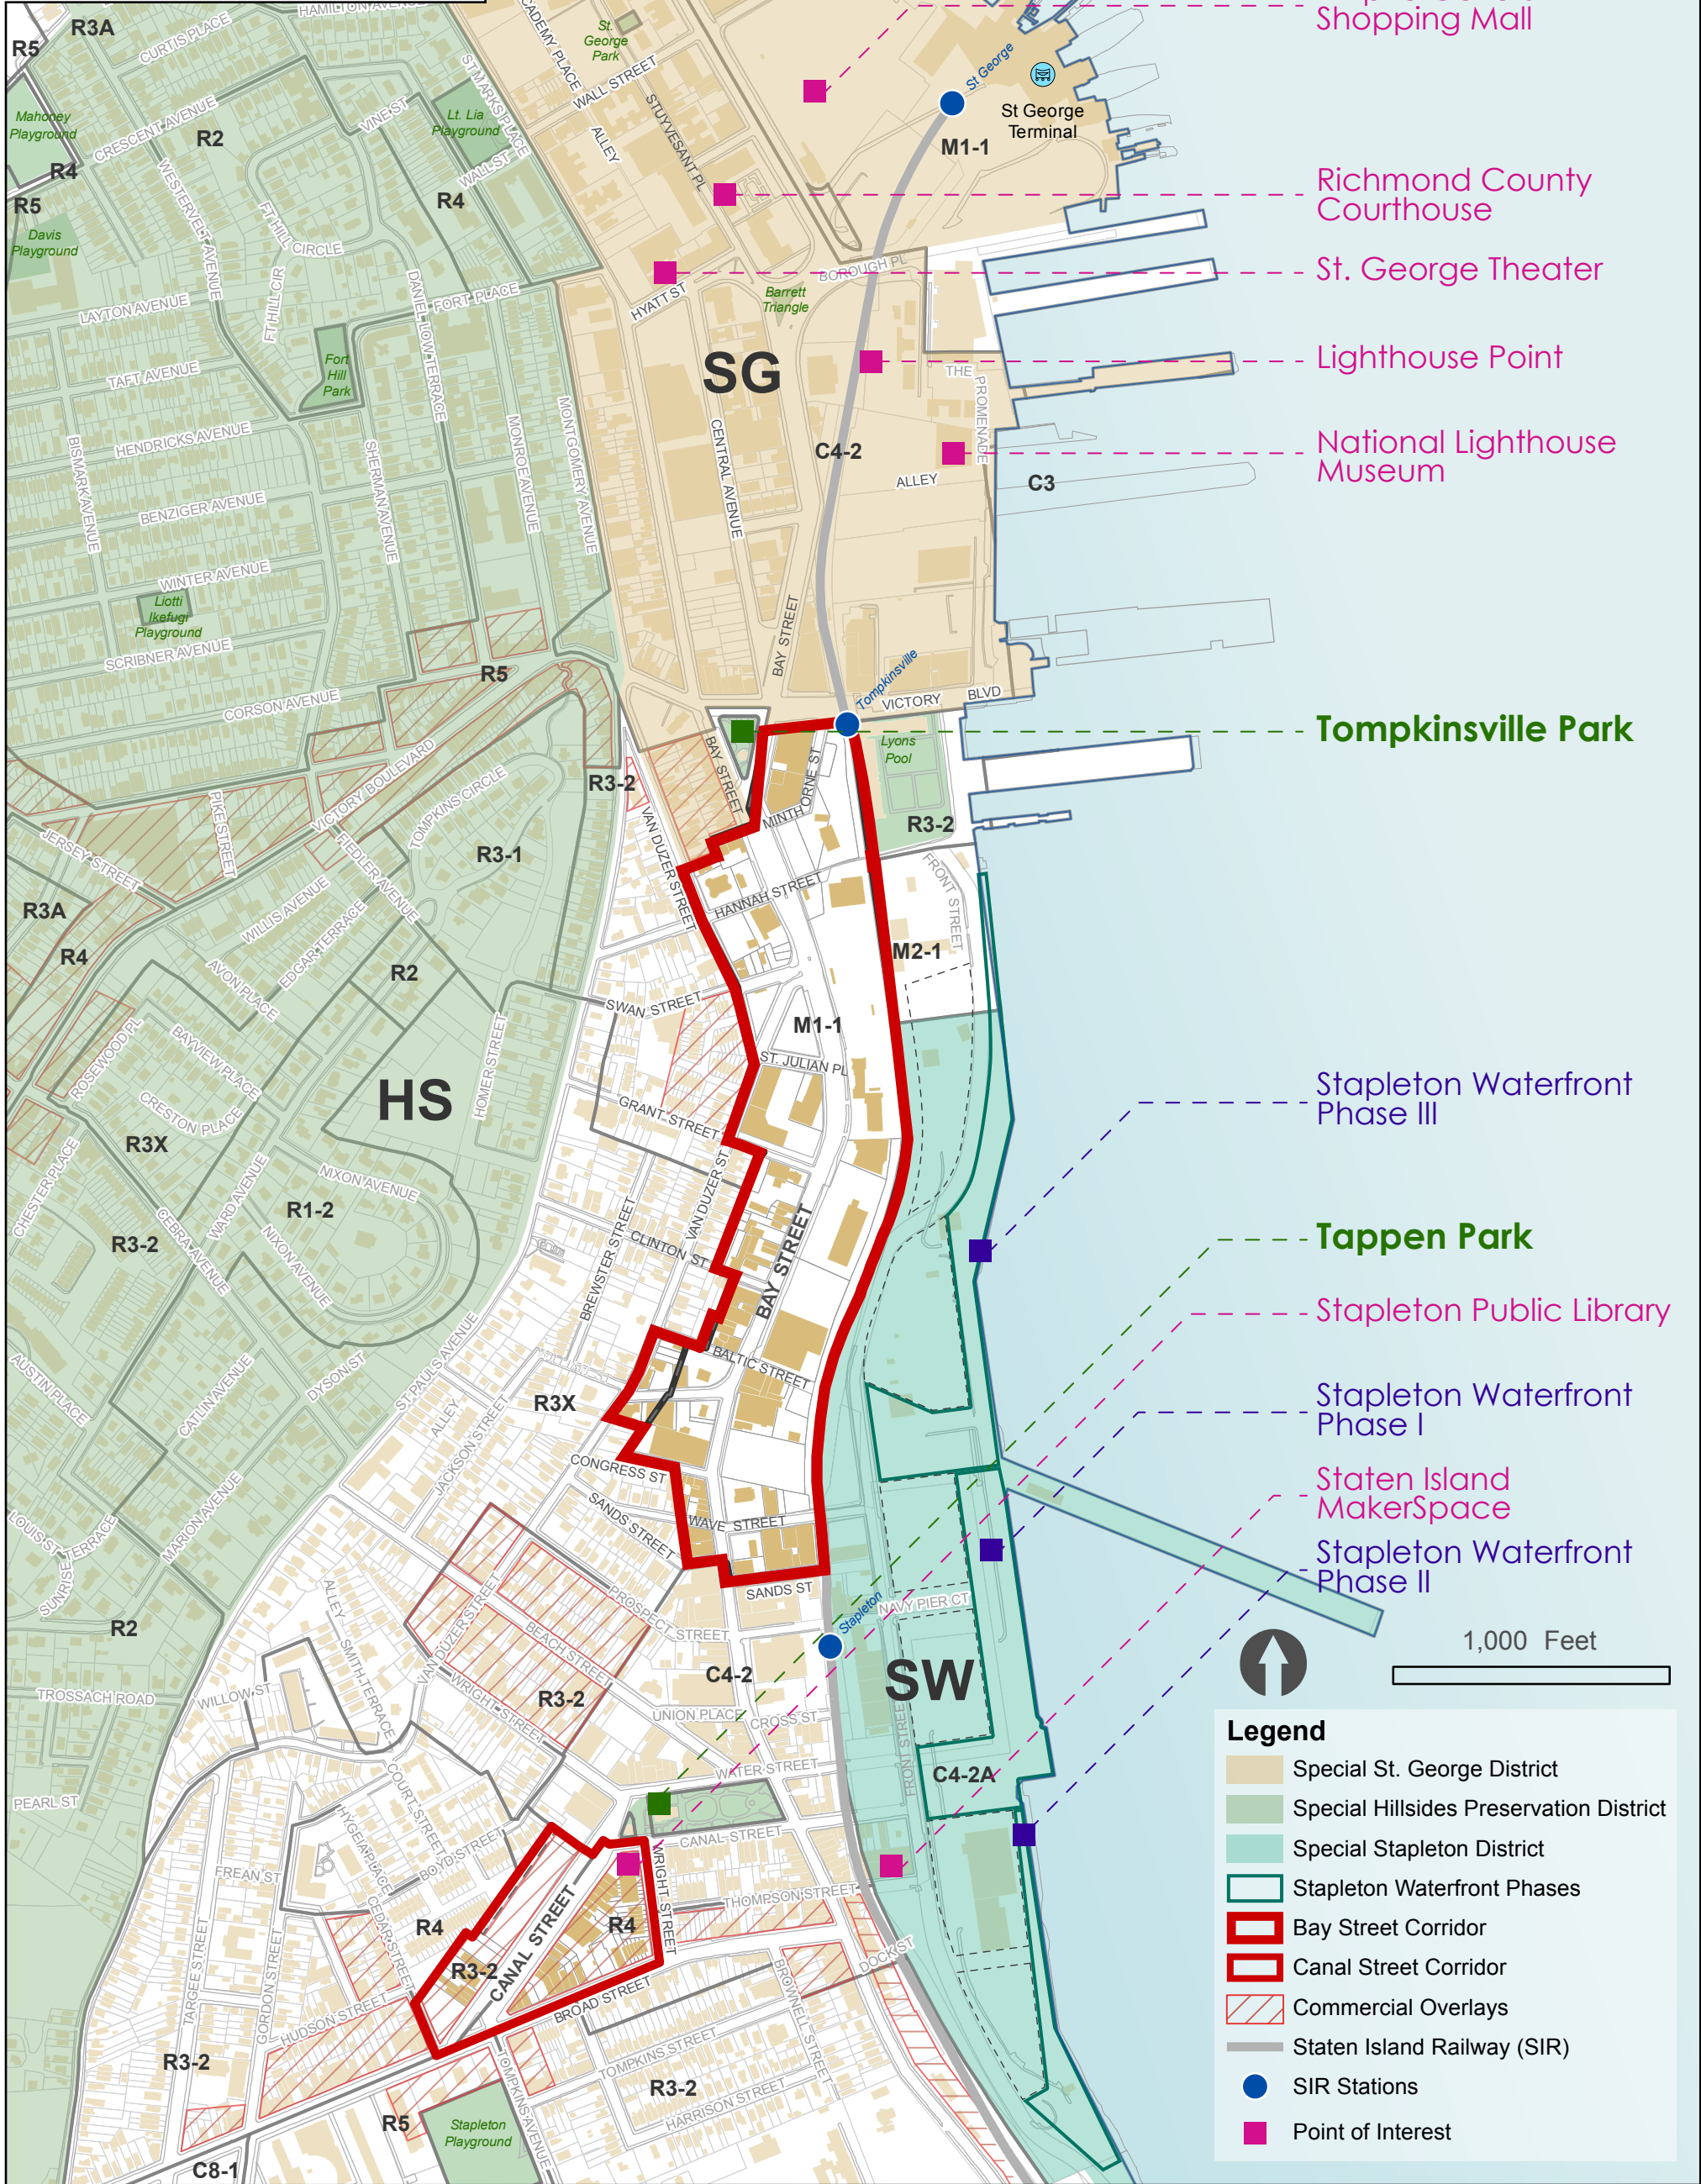 HAMILTON AVENUE
R3A
R5
CURTIS PLACE
ST MARKS PLACE
St.
George
Park
WALL STREET
Shopping Mall
St George
St George
Terminal
M1-1
Mahoney
Playground
CRESCENT AVENUE
R2
VINE ST
Lt. Lia
Playground
WALL ST
ALLEY
STUYVESANT PL
R4
R5
R4
Davis
Playground
WESTERVELT AVENUE
FT HILL CIRCLE
FT HILL CIR
Richmond County
Courthouse
St. George Theater
BOROUGH PL
HYATT ST
Barrett
Triangle
LAYTON AVENUE
DANIEL LOW TERRACE
FORT PLACE
Fort
Hill
Park
SG
Lighthouse Point
THE
PROMENADE
TAFT AVENUE
HENDRICKS AVENUE
BISMARK AVENUE
SHERMAN AVENUE
MONROE AVENUE
MONTGOMERY AVENUE
CENTRAL AVENUE
C4-2
National Lighthouse
Museum
ALLEY
C3
BENZIGER AVENUE
WINTER AVENUE
Liotti
Ikefugi
Playground
SCRIBNER AVENUE
BAY STREET
R5
CORSON AVENUE
Tompkinsville
VICTORY
BLVD
Tompkinsville Park
Lyons
Pool
BAY STREET
MINTHORNE ST
R3-2
R3-2
VICTORY BOULEVARD
TOMPKINS CIRCLE
PIKE STREET
JERSEY STREET
FIEDLER AVENUE
R3-1
VAN DUZER STREET
HANNAH STREET
FRONT STREET
R3A
R4
WILLIS AVENUE
EDGAR TERRACE
AVON PLACE
R2
M2-1
SWAN STREET
M1-1
ROSEWOOD PL
BAYVIEW PLACE
CRESTON PLACE
HS
HOMER STREET
ST. JULIAN PL
GRANT STREET
Stapleton Waterfront
Phase III
R3X
CHESTER PLACE
NIXON AVENUE
R1-2
WARD AVENUE
NIXON AVENUE
CEBRA AVENUE
R3-2
VAN DUZER ST
BREWSTER STREET
CLINTON ST
BAY STREET
Tappen Park
Stapleton Public Library
BALTIC STREET
AUSTIN PLACE
CATLIN AVENUE
DYSON ST
ST PAULS AVENUE
R3X
Stapleton Waterfront
Phase I
ALLEY
JACKSON STREET
CONGRESS ST
SANDS STREET
WAVE STREET
Staten Island
MakerSpace
LOUIS ST
SUNRISE TERRACE
MARION AVENUE
Stapleton Waterfront
Phase II
SANDS ST
Stapleton
NAVY PIER CT
R2
ALLEY
SMITH TERRACE
VAN DUZER STREET
BEACH STREET
PROSPECT STREET
WRIGHT STREET
R3-2
C4-2
SW
1,000 Feet
TROSSACH ROAD
WILLOW ST
UNION PLACE
CROSS ST
FRONT STREET
C4-2A
WATER STREET
PEARL ST
COURT STREET
HYGEIA PLACE
BOYD STREET
CANAL STREET
WRIGHT STREET
FREAN ST
CEDAR STREET
R4
R4
THOMPSON STREET
R3-2
CANAL STREET
BROAD STREET
TARGEE STREET
GORDON STREET
HUDSON STREET
DOCK ST
BROWNELL STREET
R3-2
TOMPKINS STREET
R3-2
HARRISON STREET
TOMPKINS AVENUE
R5
Stapleton
Playground
C8-1
Legend
Special St. George District
Special Hillsides Preservation District
Special Stapleton District
Stapleton Waterfront Phases
Bay Street Corridor
Canal Street Corridor
Commercial Overlays
Staten Island Railway (SIR)
SIR Stations
Point of Interest